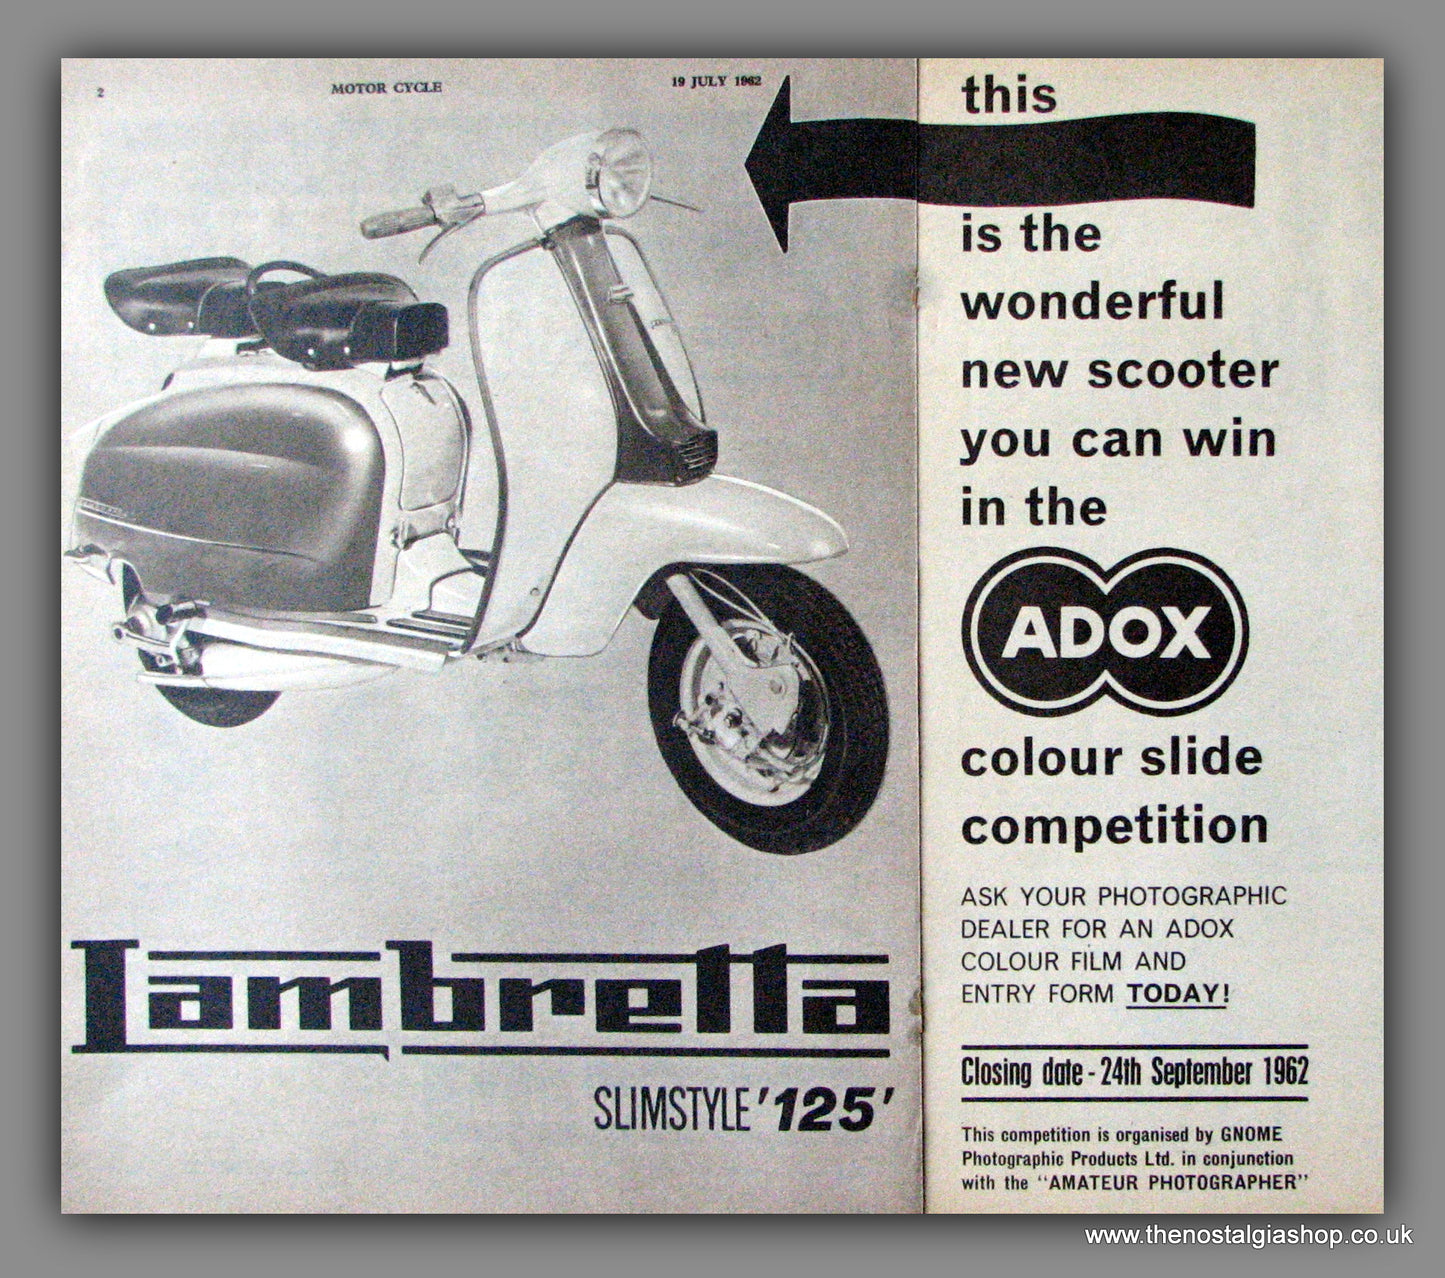 2
MOTOR CYCLE
19 JULY 1962
Lambretta
SLIMSTYLE '125'
this
is the
wonderful
new scooter
you can win
in the
ADOX
colour slide
competition
ASK YOUR PHOTOGRAPHIC
DEALER FOR AN ADOX
COLOUR FILM AND
ENTRY FORM TODAY!
Closing date - 24th September 1962
This competition is organised by GNOME
Photographic Products Ltd. in conjunction
with the "AMATEUR PHOTOGRAPHER"
www.thenostalgiashop.co.uk